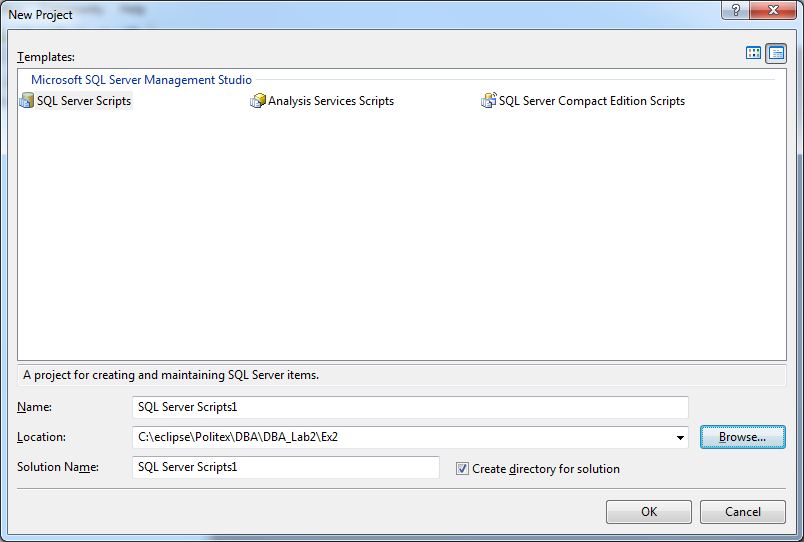 New Project
Templates:
Microsoft SQL Server Management Studio
SQL Server Scripts Analysis Services Scripts SQL Server Compact Edition Scripts
A project for creating and maintaining SQL Server items.
Name: SQL Server Scripts1
Location: C:\eclipse\Politex\DBA\DBA_Lab2\Ex2 Browse...
Solution Name: SQL Server Scripts1 Create directory for solution
OK Cancel